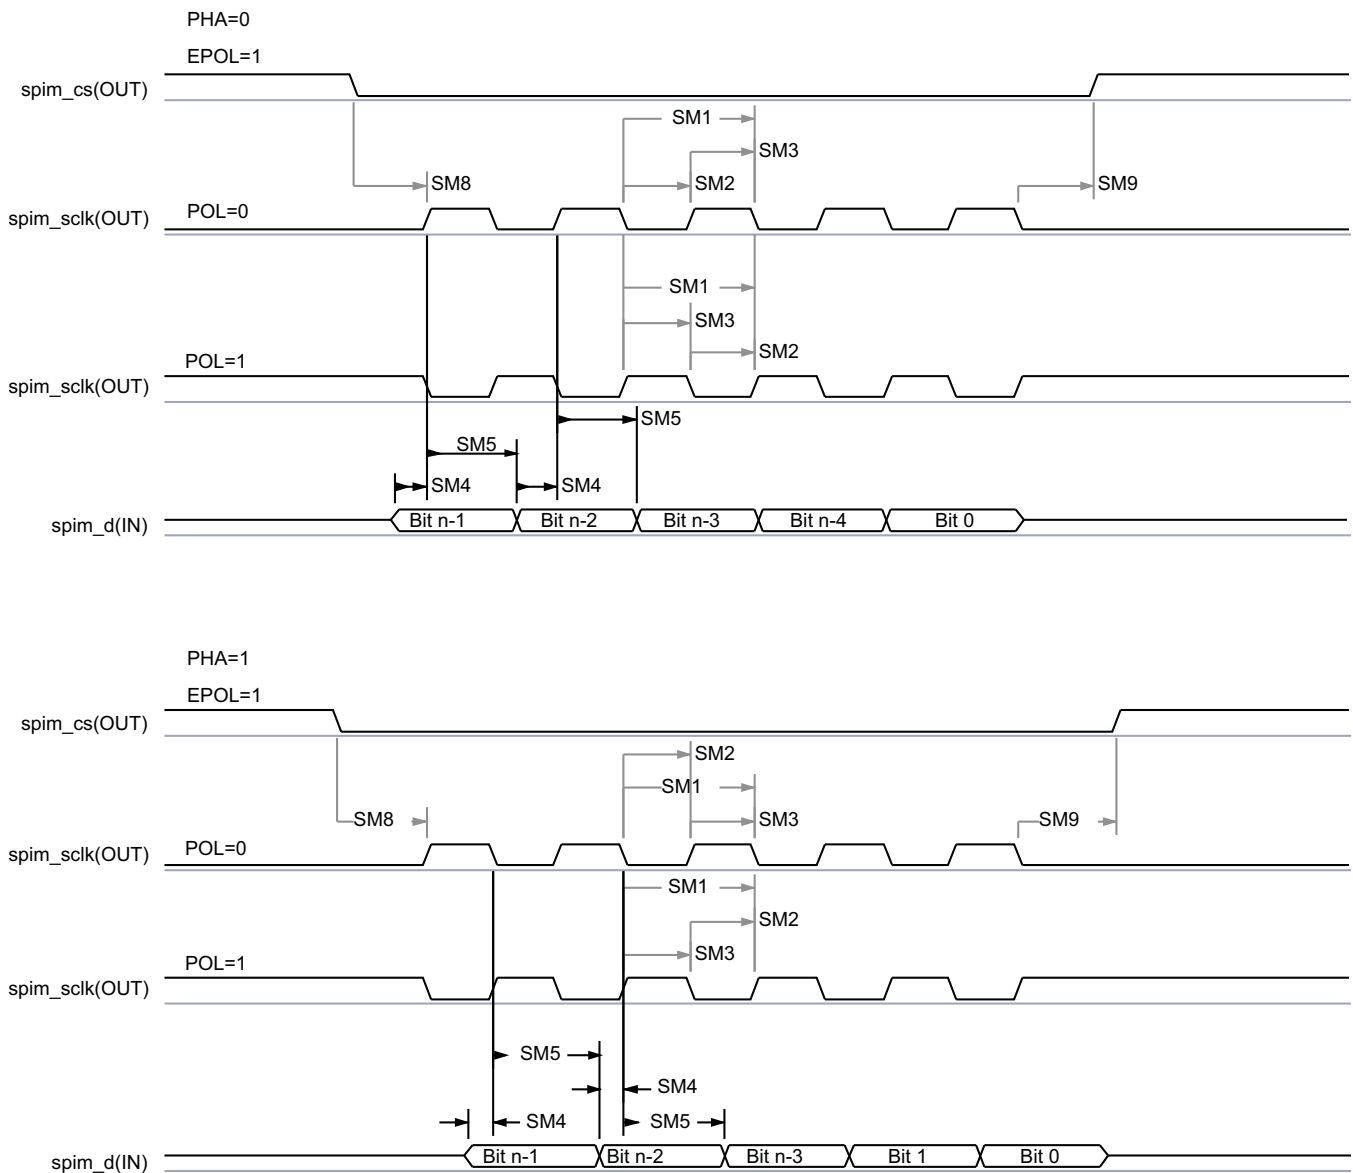 PHA=0
EPOL=1
spim_cs(OUT)
SM1
SM3
SM8
SM2
SM9
POL=0
spim_sclk(OUT)
SM1
SM3
SM2
POL=1
spim_sclk(OUT)
SM5
SM5
SM4
SM4
spim_d(IN)
Bit n-1
Bit n-2
Bit n-3
Bit n-4
Bit 0
PHA=1
EPOL=1
spim_cs(OUT)
SM2
SM1
SM8
SM3
SM9
POL=0
spim_sclk(OUT)
SM1
SM2
SM3
POL=1
spim_sclk(OUT)
SM5
SM4
SM4
SM5
spim_d(IN)
Bit n-1
Bit n-2
Bit n-3
Bit 1
Bit 0